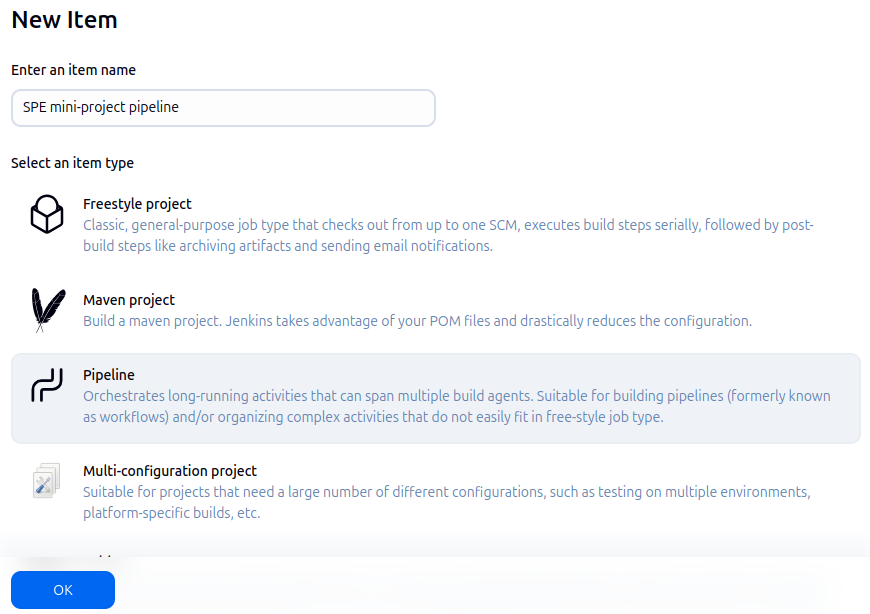 New Item
Enter an item name
SPE mini-project pipeline
Select an item type
Freestyle project
Classic, general-purpose job type that checks out from up to one SCM, executes build steps serially, followed by post-
build steps like archiving artifacts and sending email notifications.
Maven project
Build a maven project. Jenkins takes advantage of your POM files and drastically reduces the configuration.
Pipeline
Orchestrates long-running activities that can span multiple build agents. Suitable for building pipelines (formerly known
as workflows) and/or organizing complex activities that do not easily fit in free-style job type.
Multi-configuration project
Suitable for projects that need a large number of different configurations, such as testing on multiple environments,
platform-specific builds, etc.
OK